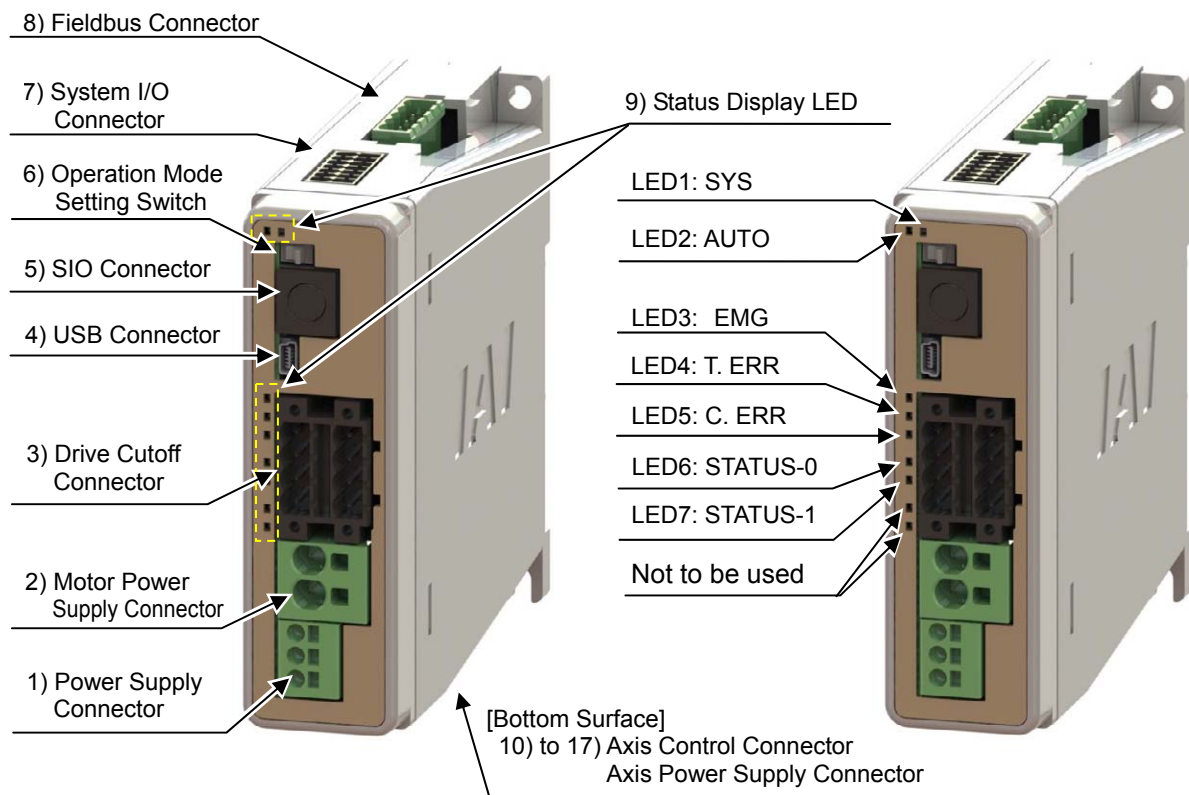 8) Fieldbus Connector
7) System I/O
Connector
6) Operation Mode
Setting Switch
5) SIO Connector
4) USB Connector
3) Drive Cutoff
Connector
2) Motor Power
Supply Connector
1) Power Supply
Connector
9) Status Display LED
LED1: SYS
LED2: AUTO
LED3: EMG
LED4: T. ERR
LED5: C. ERR
LED6: STATUS-0
LED7: STATUS-1
Not to be used
[Bottom Surface]
10) to 17) Axis Control Connector
Axis Power Supply Connector